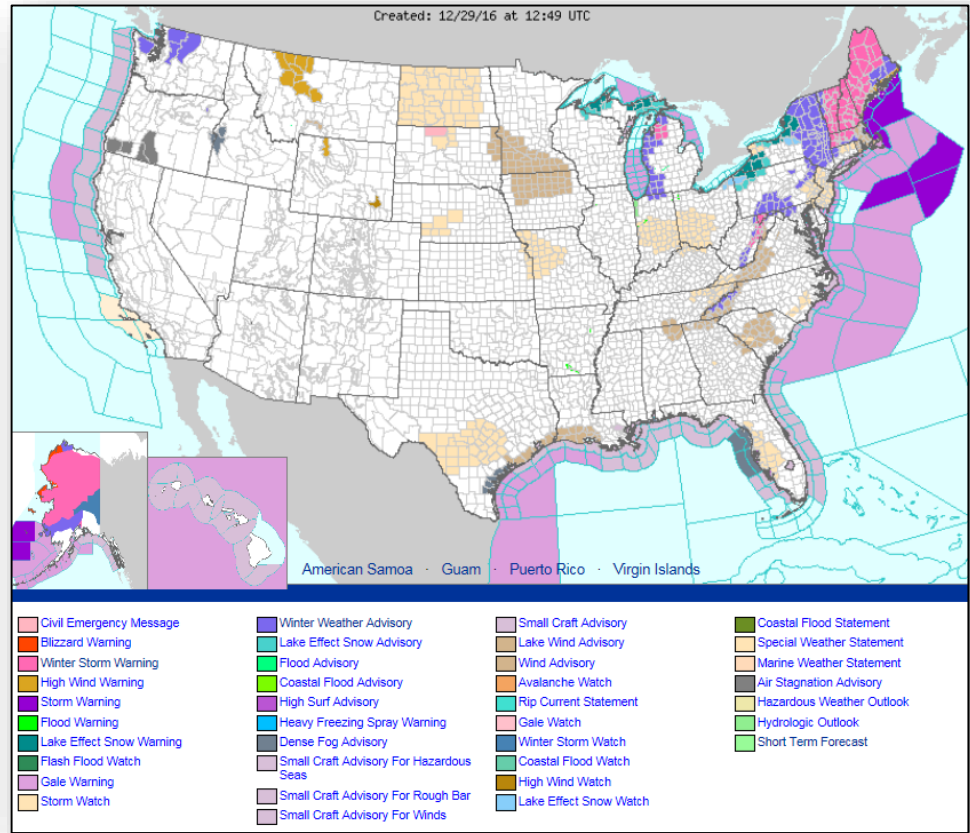 Created: 12/29/16 at 12:49 UTC
American Samoa · Guam · Puerto Rico · Virgin Islands
Civil Emergency Message
Blizzard Warning
Winter Storm Warning
High Wind Warning
Storm Warning
Flood Warning
Lake Effect Snow Warning
Flash Flood Watch
Gale Warning
Storm Watch
Winter Weather Advisory
Lake Effect Snow Advisory
Flood Advisory
Coastal Flood Advisory
High Surf Advisory
Heavy Freezing Spray Warning
Dense Fog Advisory
Small Craft Advisory For Hazardous
Seas
Small Craft Advisory For Rough Bar
Small Craft Advisory For Winds
Small Craft Advisory
Lake Wind Advisory
Wind Advisory
Avalanche Watch
Rip Current Statement
Gale Watch
Winter Storm Watch
Coastal Flood Watch
High Wind Watch
Lake Effect Snow Watch
Coastal Flood Statement
Special Weather Statement
Marine Weather Statement
Air Stagnation Advisory
Hazardous Weather Outlook
Hydrologic Outlook
Short Term Forecast